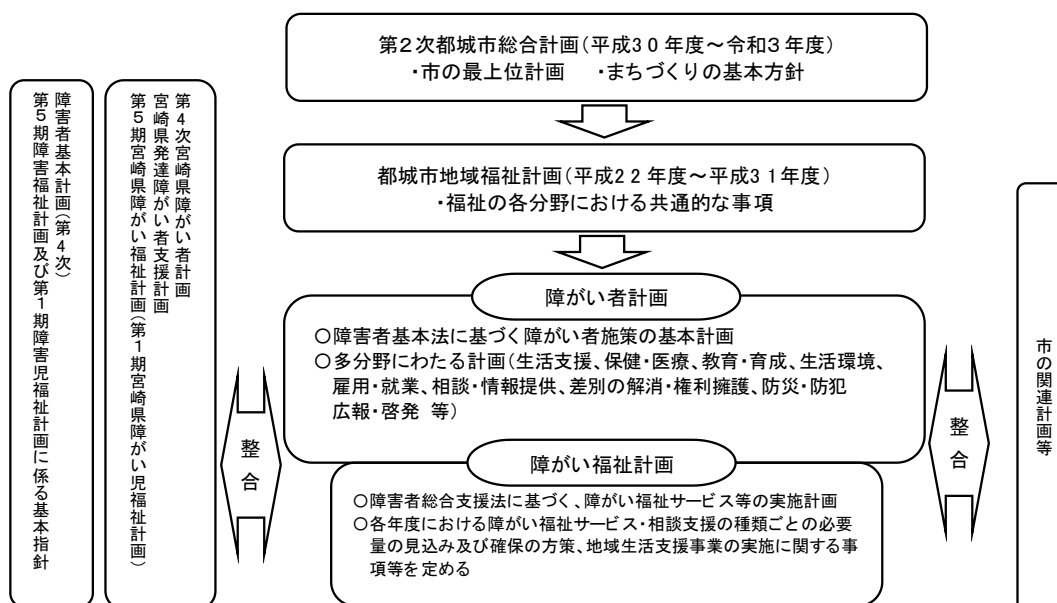 第2次都城市総合計画(平成30年度～令和3年度)
・市の最上位計画　・まちづくりの基本方針
都城市地域福祉計画(平成22年度～平成31年度)
・福祉の各分野における共通的な事項
障がい者計画
○障害者基本法に基づく障がい者施策の基本計画
○多分野にわたる計画(生活支援、保健・医療、教育・育成、生活環境、
雇用・就業、相談・情報提供、差別の解消・権利擁護、防災・防犯
広報・啓発 等)
障がい福祉計画
○障害者総合支援法に基づく、障がい福祉サービス等の実施計画
○各年度における障がい福祉サービス・相談支援の種類ごとの必要
量の見込み及び確保の方策、地域生活支援事業の実施に関する事
項等を定める
整合
整合
市の関連計画等
第4次宮崎県障がい者計画
宮崎県発達障がい者支援計画
第5期宮崎県障がい福祉計画(第1期宮崎県障がい児福祉計画)
障害者基本計画(第4次)
第5期障害福祉計画及び第1期障害児福祉計画に係る基本指針